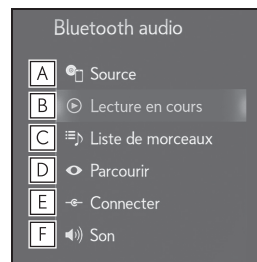 Bluetooth audio
A Source
B Lecture en cours
C Liste de morceaux
D Parcourir
E Connecter
F Son